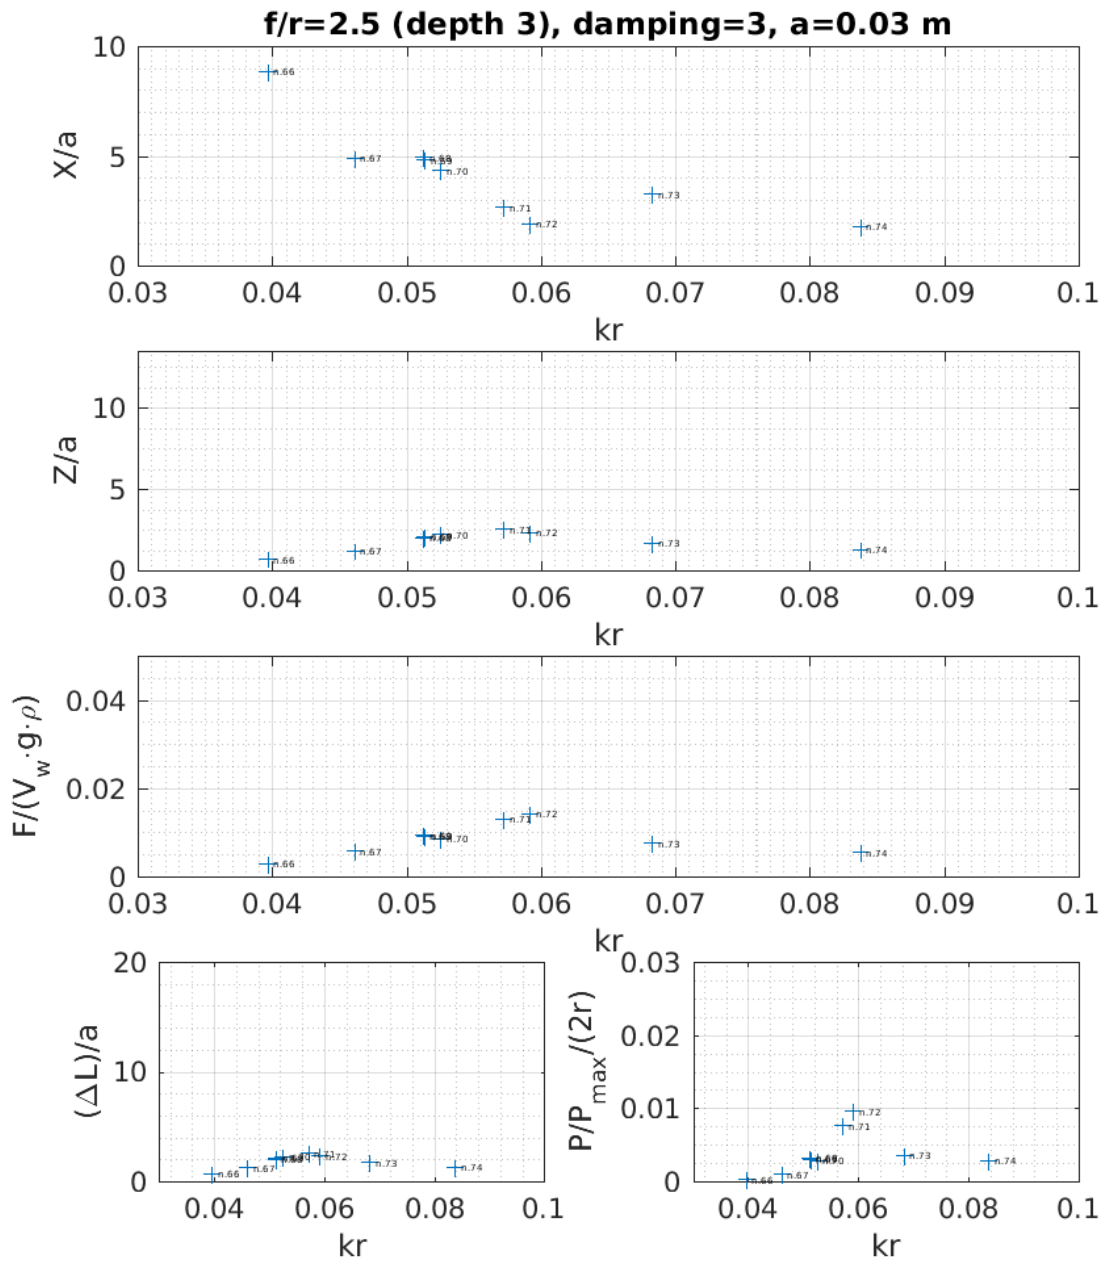 f/r=2.5 (depth 3), damping=3, a=0.03 m
10
5
0
X/a
n.66
n.67
n.68
n.69
n.70
n.71
n.72
n.73
n.74
0.03 0.04 0.05 0.06 0.07 0.08 0.09 0.1
kr
10
5
0
Z/a
n.66
n.67
n.70
n.71
n.72
n.73
n.74
0.03 0.04 0.05 0.06 0.07 0.08 0.09 0.1
kr
0.04
0.02
0
F/(V_w·g·ρ)
n.66
n.67
n.70
n.71
n.72
n.73
n.74
0.03 0.04 0.05 0.06 0.07 0.08 0.09 0.1
kr
20
10
0
(ΔL)/a
n.66
n.67
n.71
n.72
n.73
n.74
0.04 0.06 0.08 0.1
kr
0.03
0.02
0.01
0
P/P_max/(2r)
n.66
n.67
n.70
n.71
n.72
n.73
n.74
0.04 0.06 0.08 0.1
kr